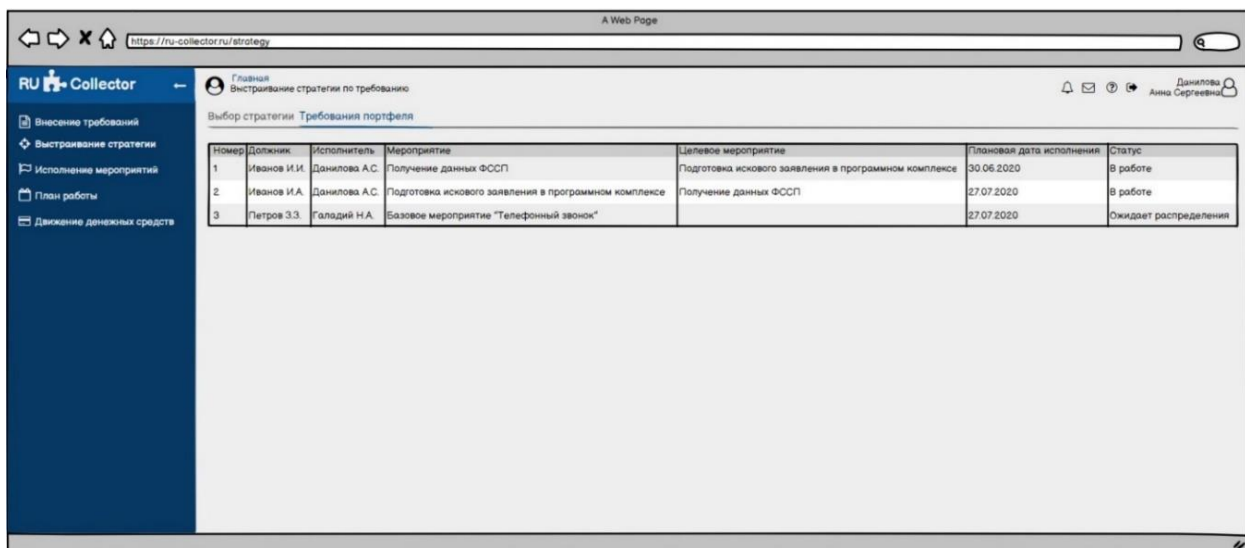 A Web Page
https://ru-collector.ru/strategy
RU Collector
Главная
Выстраивание стратегии по требованию
Данилова
Анна Сергеевна
Внесение требований
Выстраивание стратегии
Исполнение мероприятий
План работы
Движение денежных средств
Выбор стратегии Требования портфеля
Номер Должник Исполнитель Мероприятие Целевое мероприятие Плановая дата исполнения Статус
1 Иванов И.И. Данилова А.С. Получение данных ФССП Подготовка искового заявления в программном комплексе 30.06.2020 В работе
2 Иванов И.А. Данилова А.С. Подготовка искового заявления в программном комплексе Получение данных ФССП 27.07.2020 В работе
3 Петров З.З. Галадий Н.А. Базовое мероприятие "Телефонный звонок" 27.07.2020 Ожидает распределения